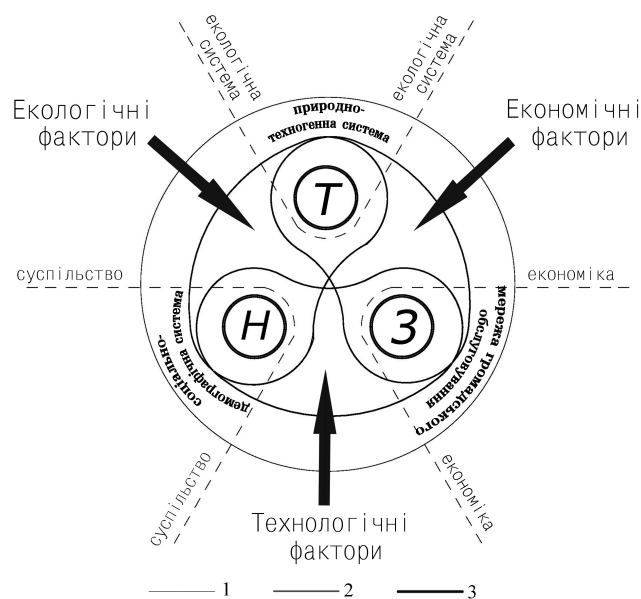 екологічна
система
екологічна
система
Екологічні
фактори
Економічні
фактори
природно-
техногенна система
Т
суспільство
економіка
Н
З
соціально-
демографічна система
мережа громадського
обслуговування
суспільство
економіка
Технологічні
фактори
1 2 3